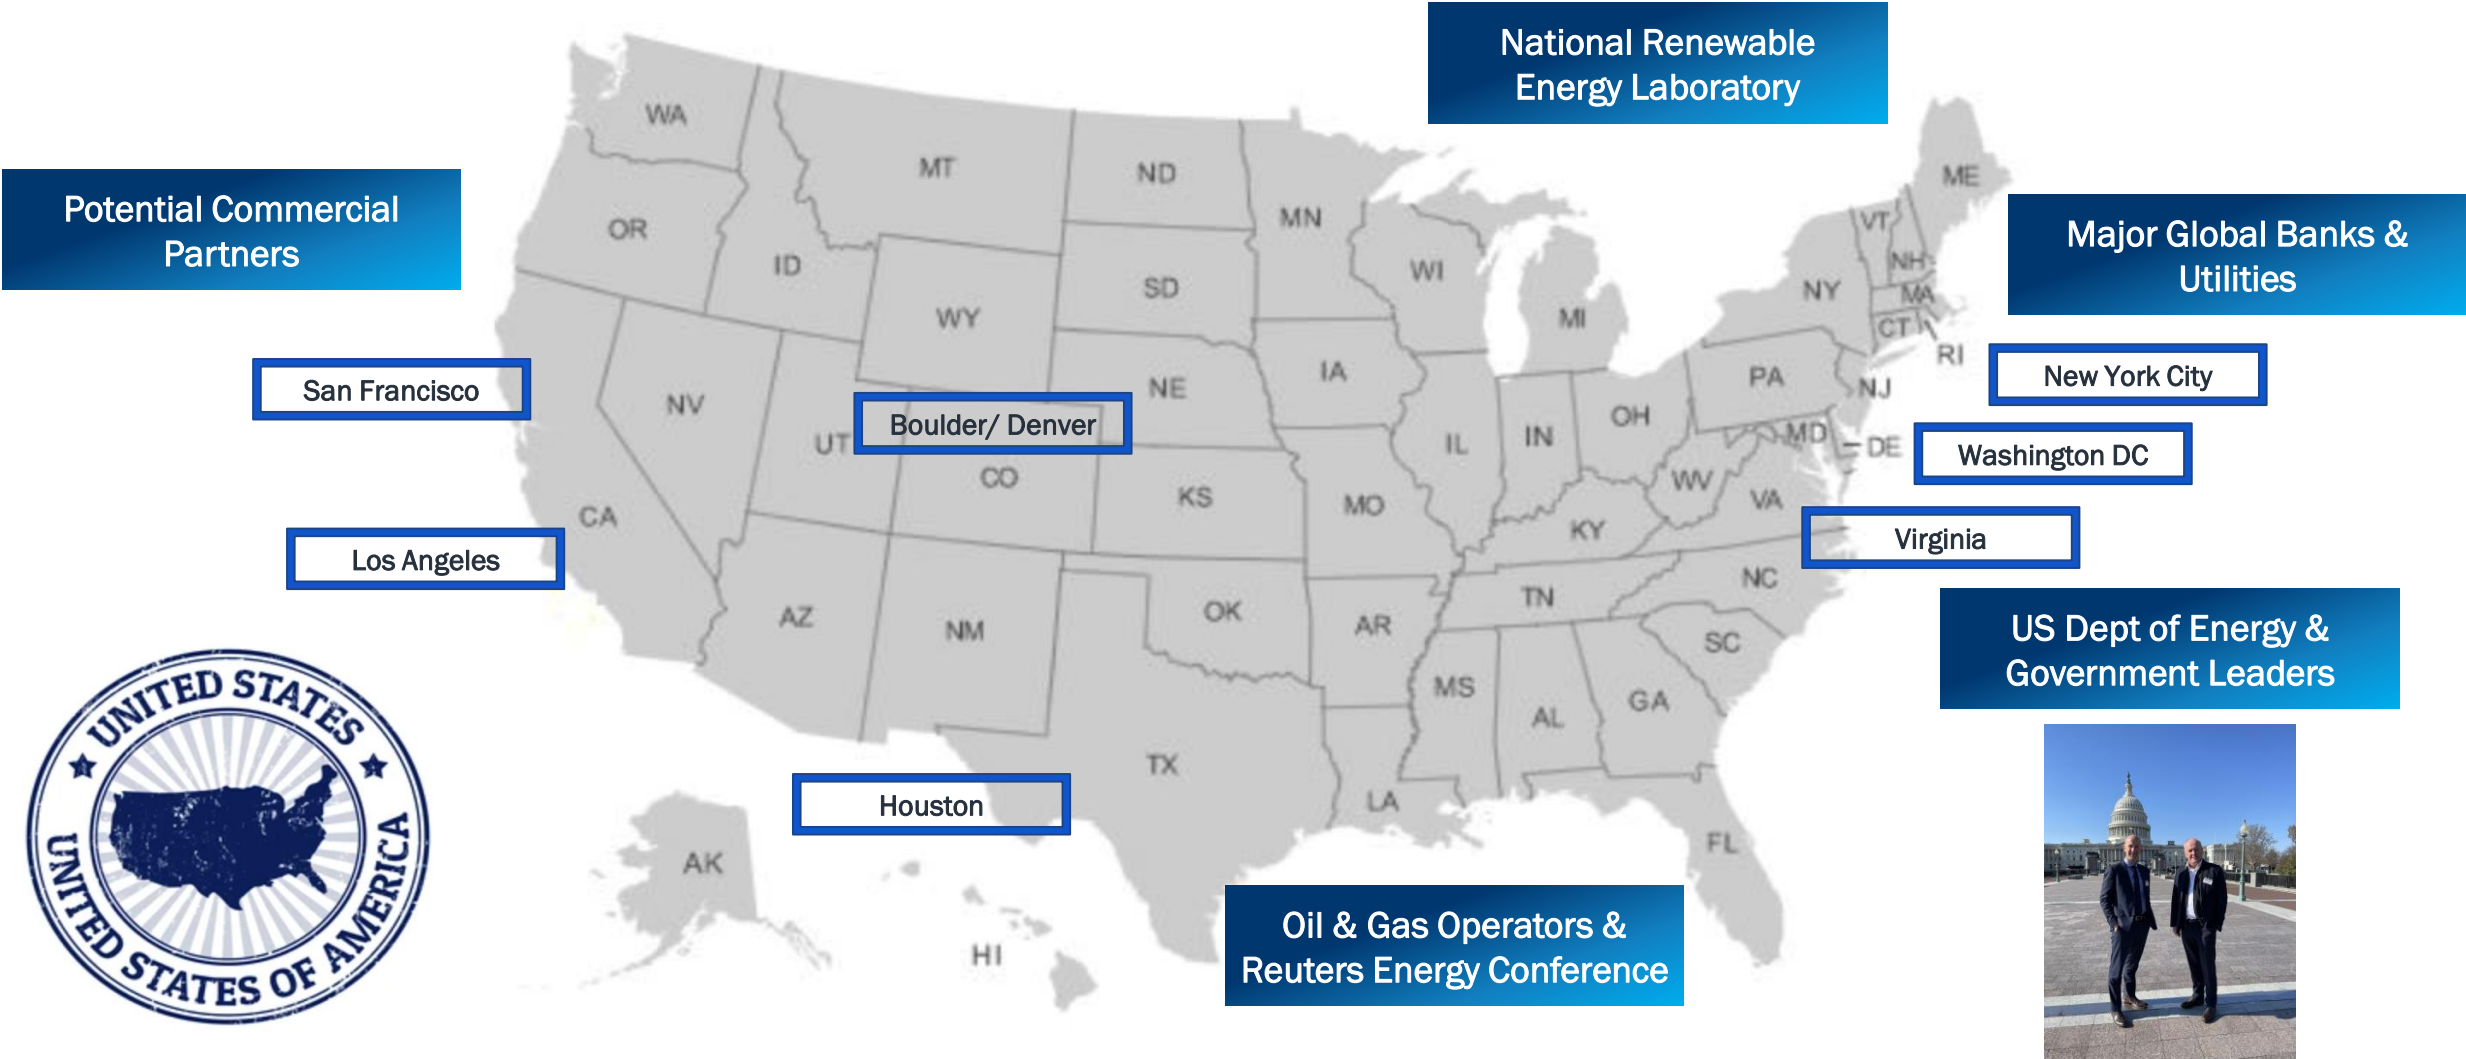 National Renewable
Energy Laboratory
Potential Commercial
Partners
Major Global Banks &
Utilities
San Francisco
Boulder/ Denver
New York City
Washington DC
Los Angeles
Virginia
Houston
US Dept of Energy &
Government Leaders
Oil & Gas Operators &
Reuters Energy Conference
WA
MT
ND
MN
ME
OR
ID
SD
WI
VT
NH
NY
MA
WY
MI
CT
RI
NV
NE
IA
PA
NJ
UT
CO
KS
IL
IN
OH
MD
DE
CA
MO
WV
VA
KY
AZ
NM
OK
AR
TN
NC
SC
TX
LA
MS
AL
GA
FL
AK
HI
UNITED STATES
UNITED STATES OF AMERICA